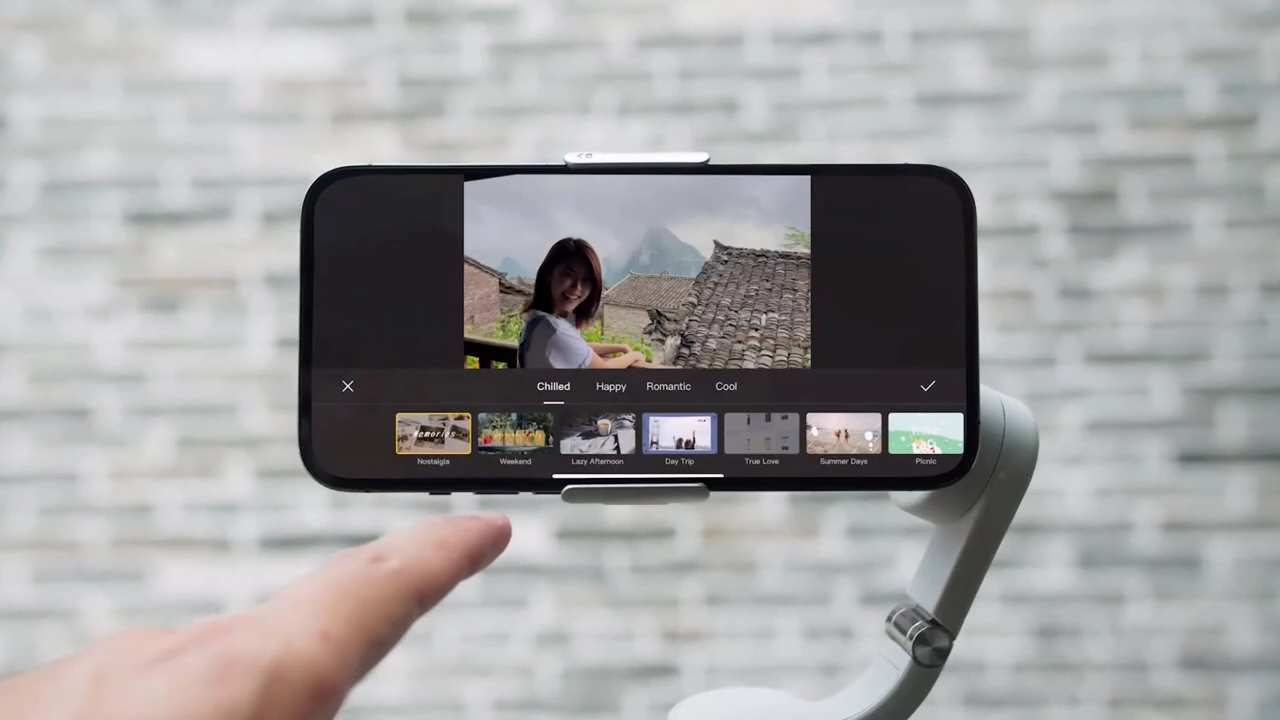 Chilled Happy Romantic Cool
Memories
Nostalgia Weekend Lazy Afternoon Day Trip True Love Summer Days Picnic